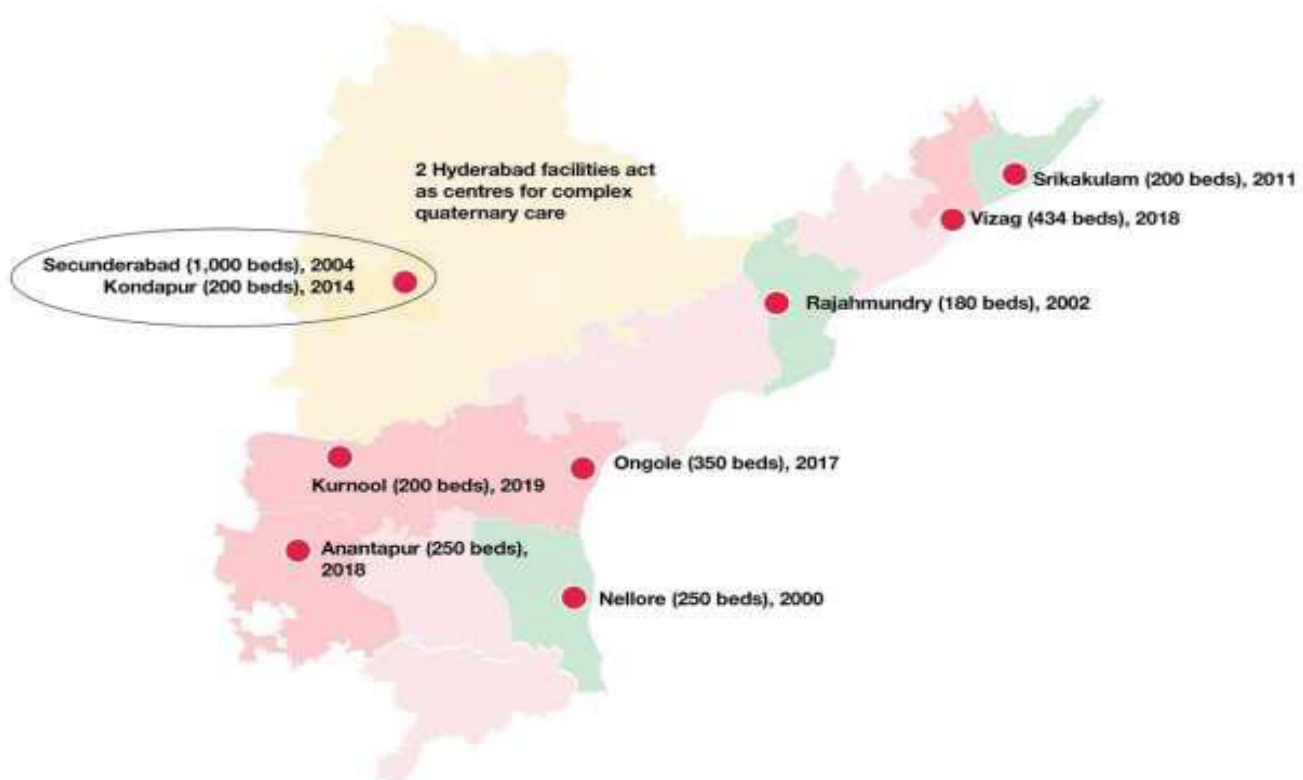 2 Hyderabad facilities act
as centres for complex
quaternary care
Srikakulam (200 beds), 2011
Vizag (434 beds), 2018
Secunderabad (1,000 beds), 2004
Kondapur (200 beds), 2014
Rajahmundry (180 beds), 2002
Ongole (350 beds), 2017
Kurnool (200 beds), 2019
Anantapur (250 beds),
2018
Nellore (250 beds), 2000